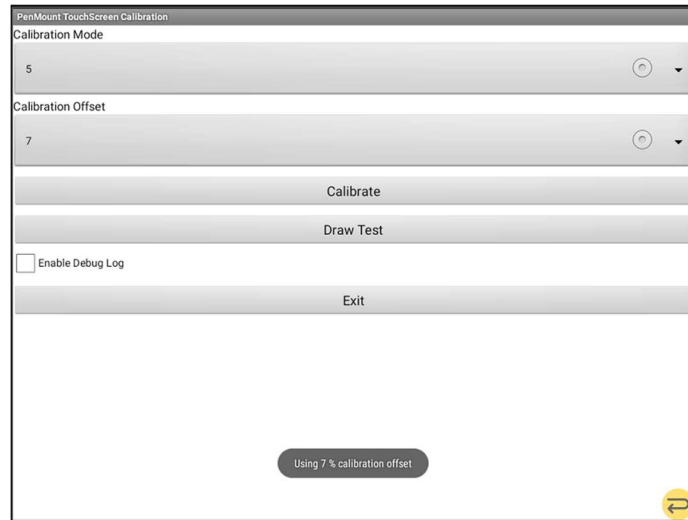 PenMount TouchScreen Calibration
Calibration Mode
5
Calibration Offset
7
Calibrate
Draw Test
Enable Debug Log
Exit
Using 7 % calibration offset